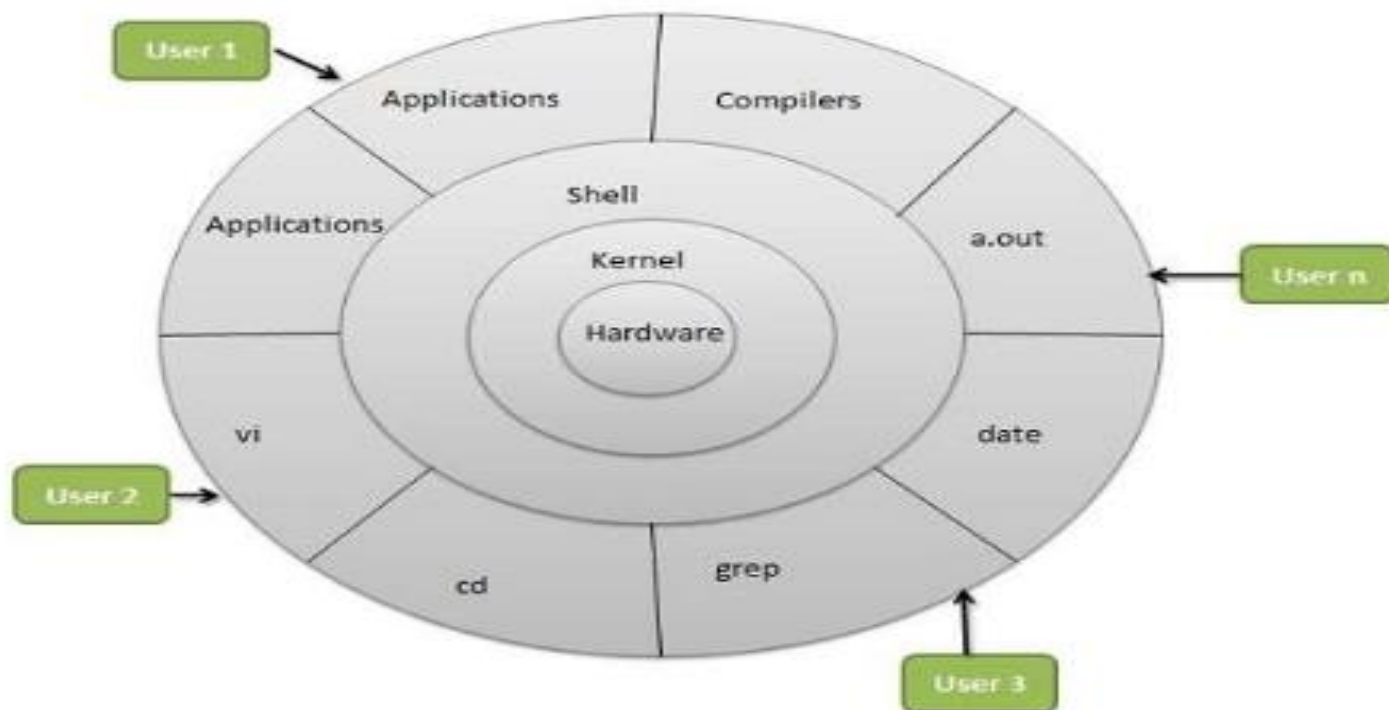 User 1
Applications
Compilers
Shell
Applications
a.out
Kernel
User n
Hardware
vi
date
User 2
grep
cd
User 3